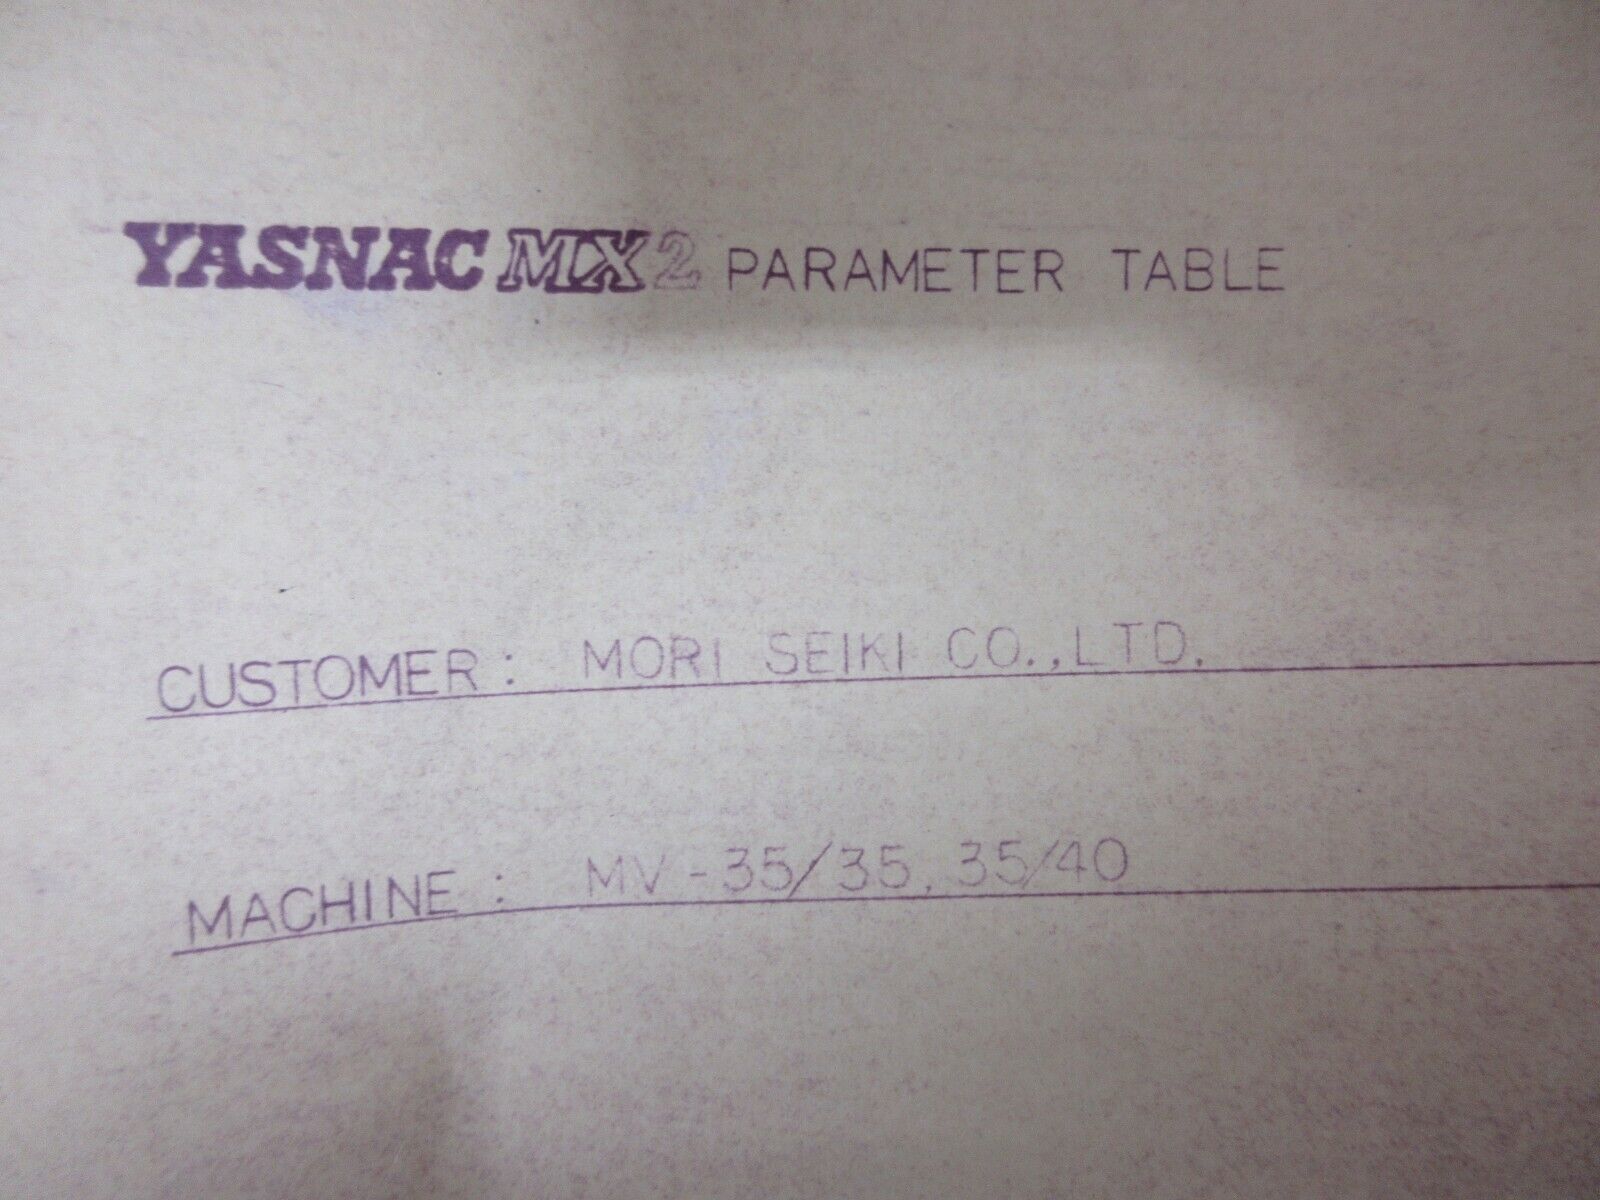 YASNAC MX2 PARAMETER TABLE
CUSTOMER: MORI SEIKI CO.,LTD.
MACHINE: MV-35/35, 35/40